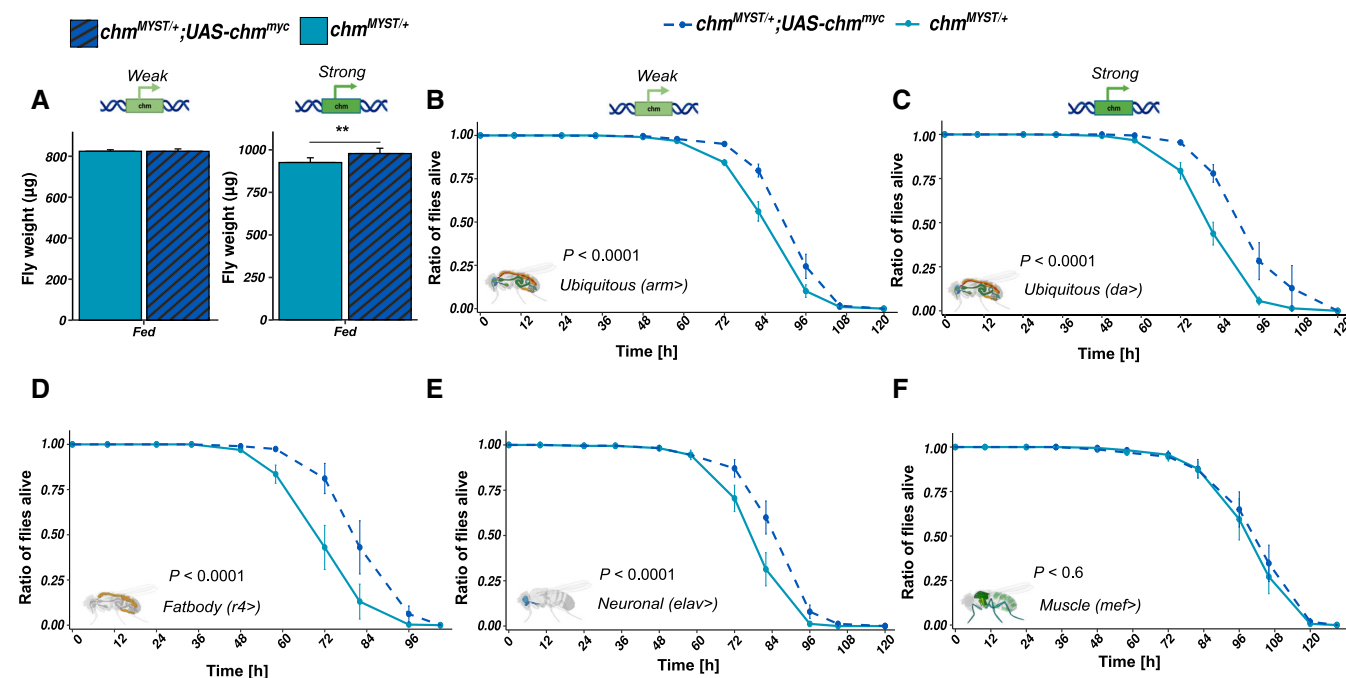 chm^MYST/+;UAS-chm^myc chm^MYST/+
chm^MYST/+;UAS-chm^myc chm^MYST/+
A
Weak
chm
Fly weight (µg)
800
600
400
200
0
Fed
Strong
chm
**
Fly weight (µg)
1000
750
500
250
0
Fed
B
Weak
chm
Ratio of flies alive
1.00
0.75
0.50
0.25
0.00
P < 0.0001
Ubiquitous (arm>)
0 12 24 36 48 60 72 84 96 108 120
Time [h]
C
Strong
chm
Ratio of flies alive
1.00
0.75
0.50
0.25
0.00
P < 0.0001
Ubiquitous (da>)
0 12 24 36 48 60 72 84 96 108 120
Time [h]
D
Ratio of flies alive
1.00
0.75
0.50
0.25
0.00
P < 0.0001
Fatbody (r4>)
0 12 24 36 48 60 72 84 96
Time [h]
E
Ratio of flies alive
1.00
0.75
0.50
0.25
0.00
P < 0.0001
Neuronal (elav>)
0 12 24 36 48 60 72 84 96 108 120
Time [h]
F
Ratio of flies alive
1.00
0.75
0.50
0.25
0.00
P < 0.6
Muscle (mef>)
0 12 24 36 48 60 72 84 96 108 120
Time [h]